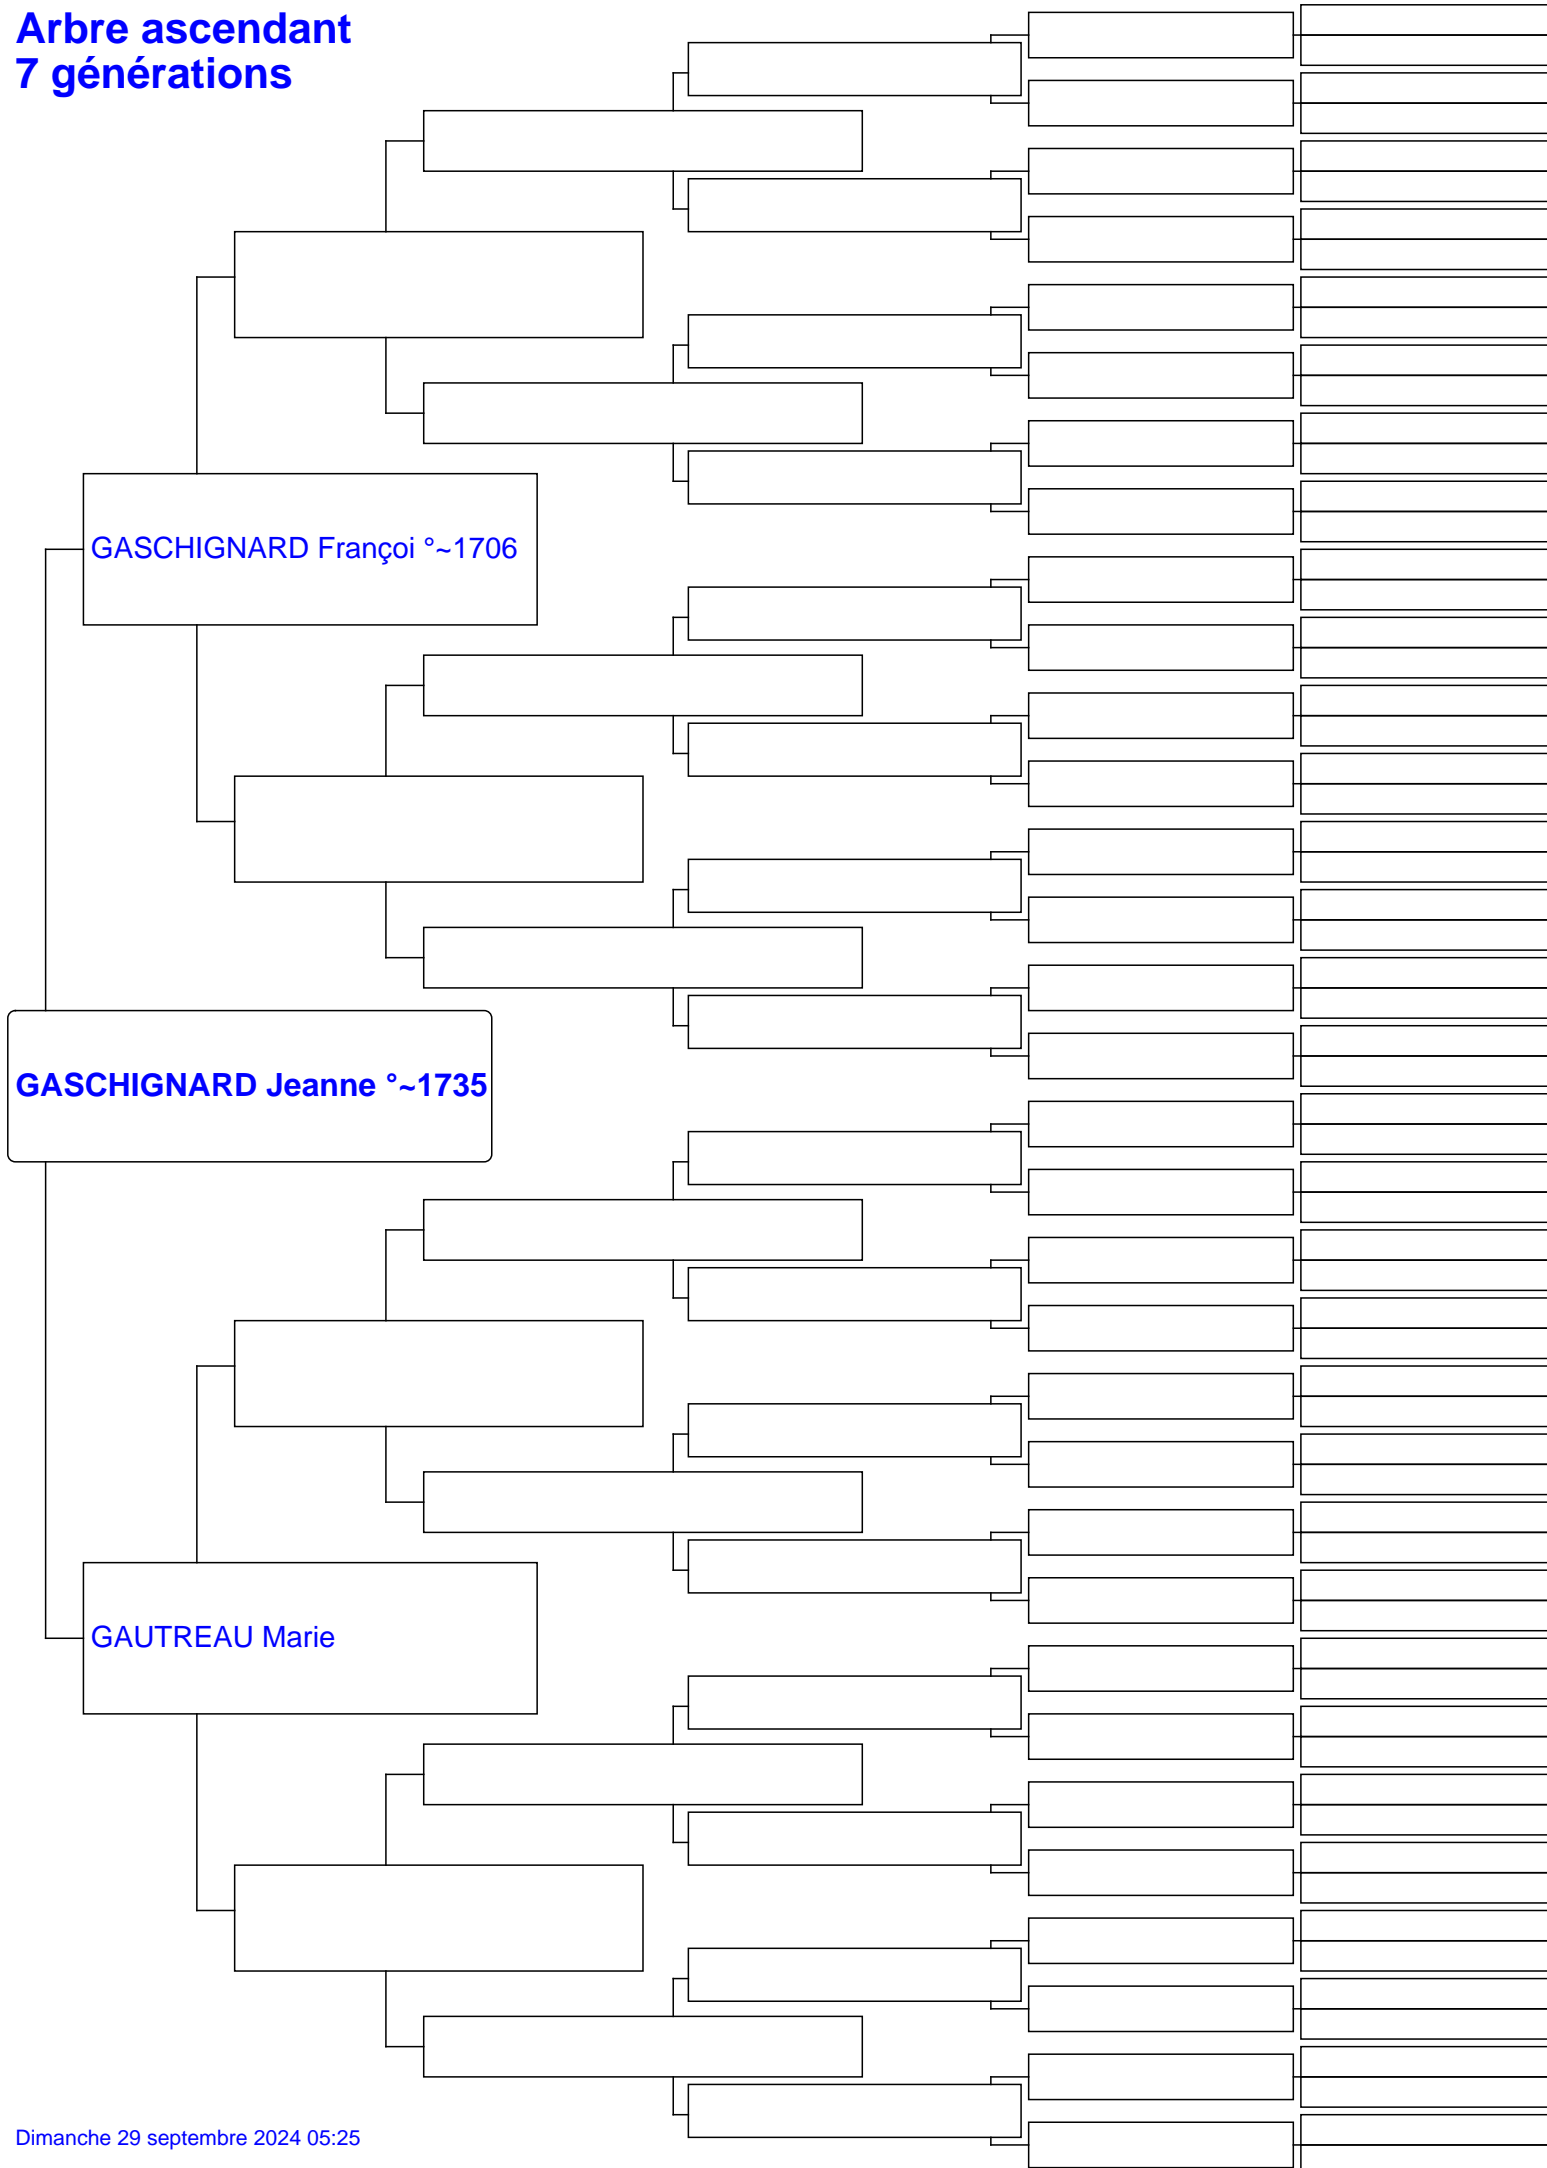 Arbre ascendant
7 générations
GASCHIGNARD Françoi °~1706
GASCHIGNARD Jeanne °~1735
GAUTREAU Marie
Dimanche 29 septembre 2024 05:25